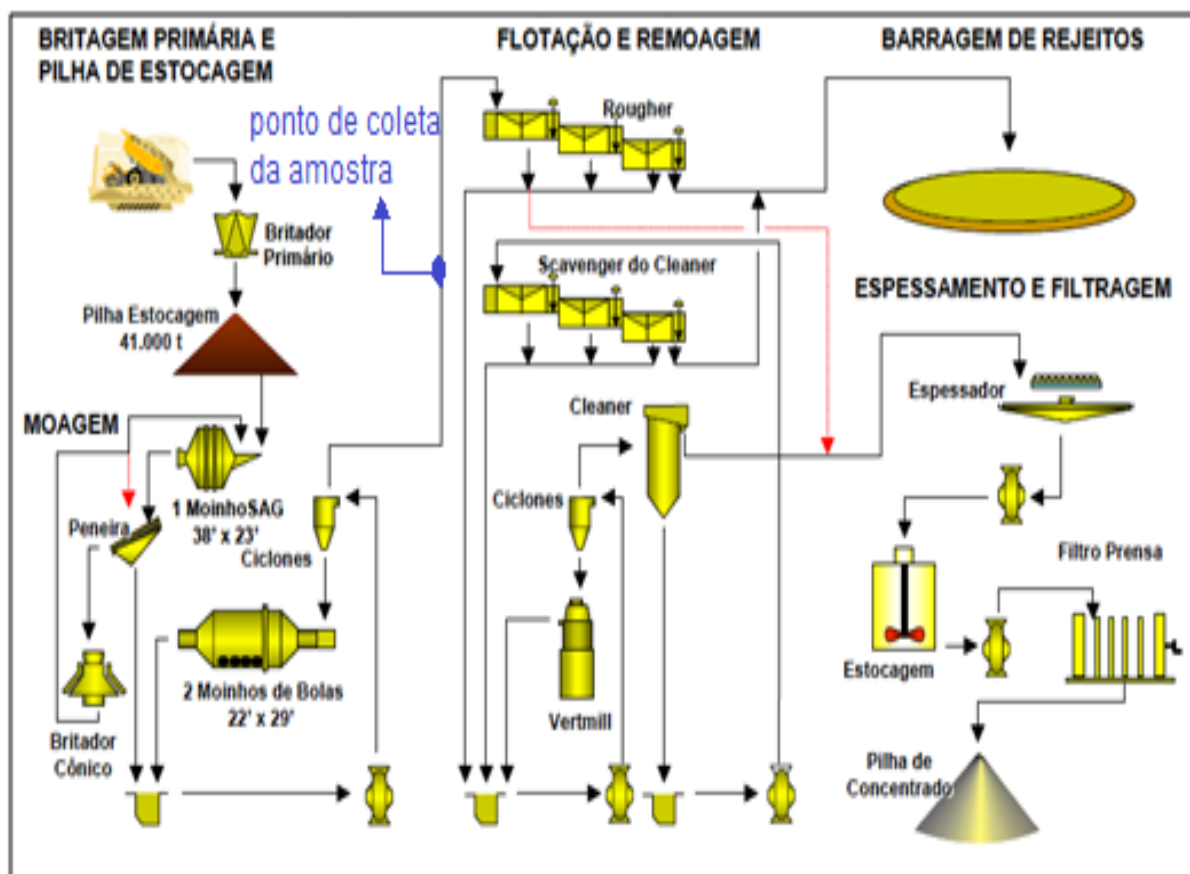 BRITAGEM PRIMÁRIA E
PILHA DE ESTOCAGEM
FLOTAÇÃO E REMOAGEM
BARRAGEM DE REJEITOS
ponto de coleta
da amostra
Rougher
Britador
Primário
Scavenger do Cleaner
ESPESSAMENTO E FILTRAGEM
Pilha Estocagem
41.000 t
Espessador
Cleaner
MOAGEM
1 MoinhoSAG
38' x 23'
Peneira
Ciclones
Ciclones
Filtro Prensa
2 Moinhos de Bolas
22' x 29'
Estocagem
Vertmill
Britador
Cônico
Pilha de
Concentrado